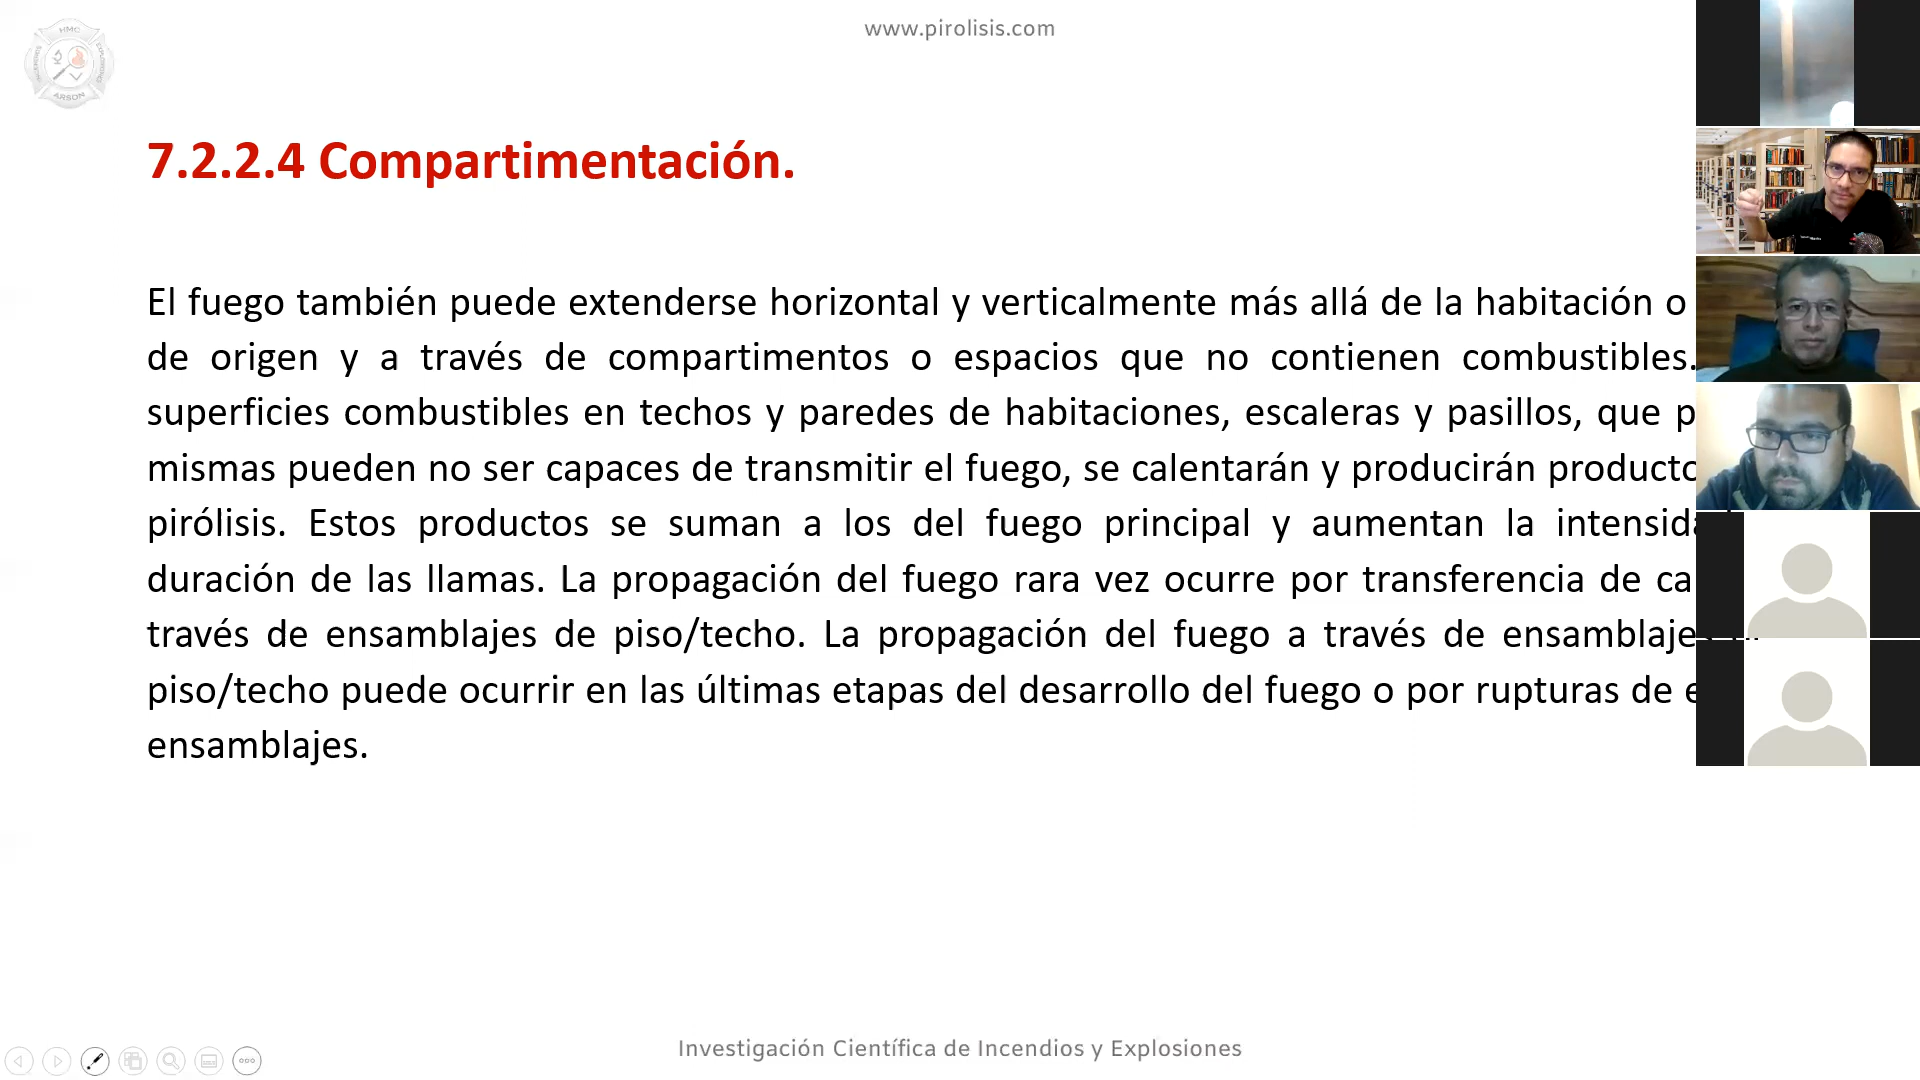 www.pirolisis.com
HMC
ARSON
7.2.2.4 Compartimentación.
El fuego también puede extenderse horizontal y verticalmente más allá de la habitación o
de origen y a través de compartimentos o espacios que no contienen combustibles.
superficies combustibles en techos y paredes de habitaciones, escaleras y pasillos, que
mismas pueden no ser capaces de transmitir el fuego, se calentarán y producirán
pirólisis. Estos productos se suman a los del fuego principal y aumentan la
duración de las llamas. La propagación del fuego rara vez ocurre por transferencia de
través de ensamblajes de piso/techo. La propagación del fuego a través de
piso/techo puede ocurrir en las últimas etapas del desarrollo del fuego o por rupturas de
ensamblajes.
Investigación Científica de Incendios y Explosiones